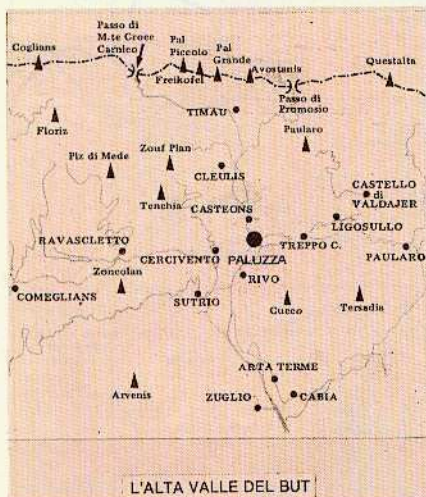 Passo di
M.te Croce
Carnico
Coglians
Pal
Piccolo
Pal
Grande
Freikofel
Avostanis
Questalta
Passo di
Promosio
TIMAU
Floriz
Paularo
Zouf Plan
Piz di Mede
CLEULIS
CASTELLO
di
VALDAJER
Tenchia
CASTEONS
LIGOSULLO
RAVASCLETTO
TREPPO C.
CERCIVENTO
PALUZZA
PAULARO
Zoncolan
RIVO
COMEGLIANS
SUTRIO
Cucco
Tersadia
ARTA TERME
Arvenis
ZUGLIO
CABIA
L'ALTA VALLE DEL BUT